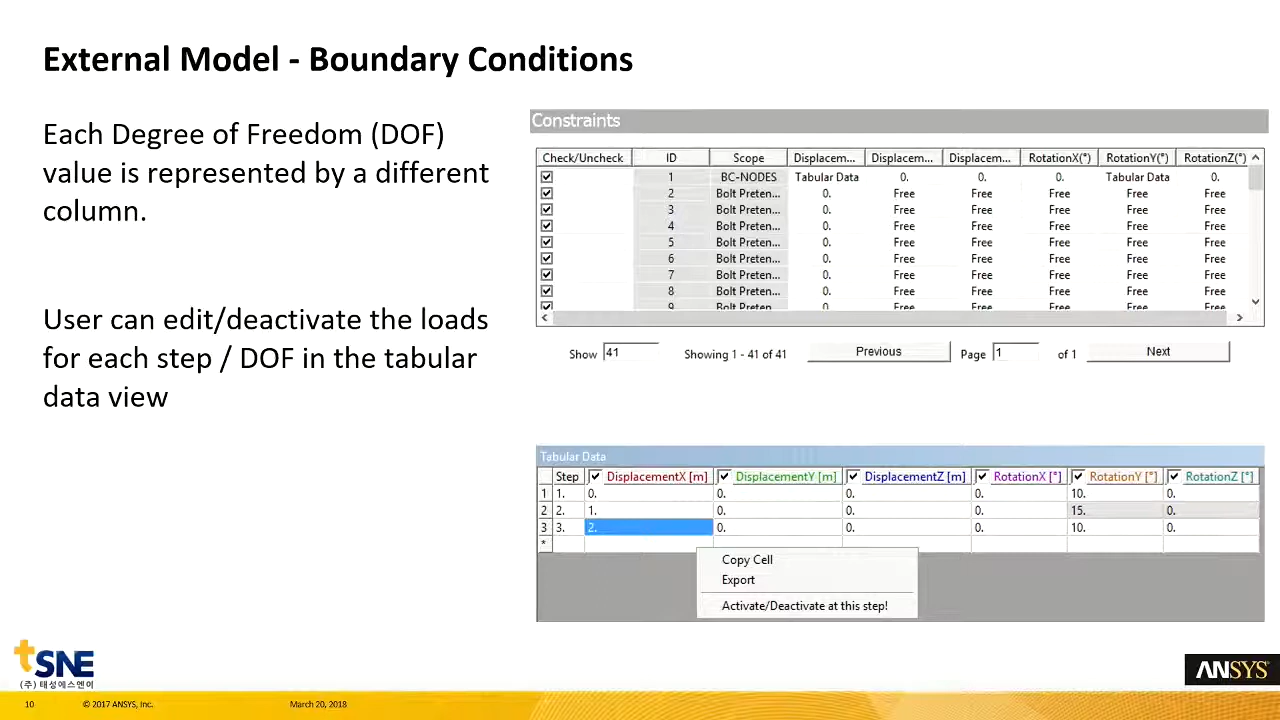 External Model - Boundary Conditions
Each Degree of Freedom (DOF)
value is represented by a different
column.
User can edit/deactivate the loads
for each step / DOF in the tabular
data view
Constraints
Check/Uncheck ID Scope Displacem... Displacem... Displacem... RotationX(°) RotationY(°) RotationZ(°)
1 BC-NODES Tabular Data 0. 0. 0. Tabular Data 0.
2 Bolt Preten... 0. Free Free Free Free Free
3 Bolt Preten... 0. Free Free Free Free Free
4 Bolt Preten... 0. Free Free Free Free Free
5 Bolt Preten... 0. Free Free Free Free Free
6 Bolt Preten... 0. Free Free Free Free Free
7 Bolt Preten... 0. Free Free Free Free Free
8 Bolt Preten... 0. Free Free Free Free Free
9 Bolt Preten... 0. Free Free Free Free Free
Show 41 Showing 1 - 41 of 41 Previous Page 1 of 1 Next
Tabular Data
Step DisplacementX [m] DisplacementY [m] DisplacementZ [m] RotationX [°] RotationY [°] RotationZ [°]
1 1. 0. 0. 0. 0. 10. 0.
2 2. 1. 0. 0. 0. 15. 0.
3 3. 2. 0. 0. 0. 10. 0.
*
Copy Cell
Export
Activate/Deactivate at this step!
tSNE
(주)태성에스엔이
ANSYS
10 © 2017 ANSYS, Inc. March 20, 2018